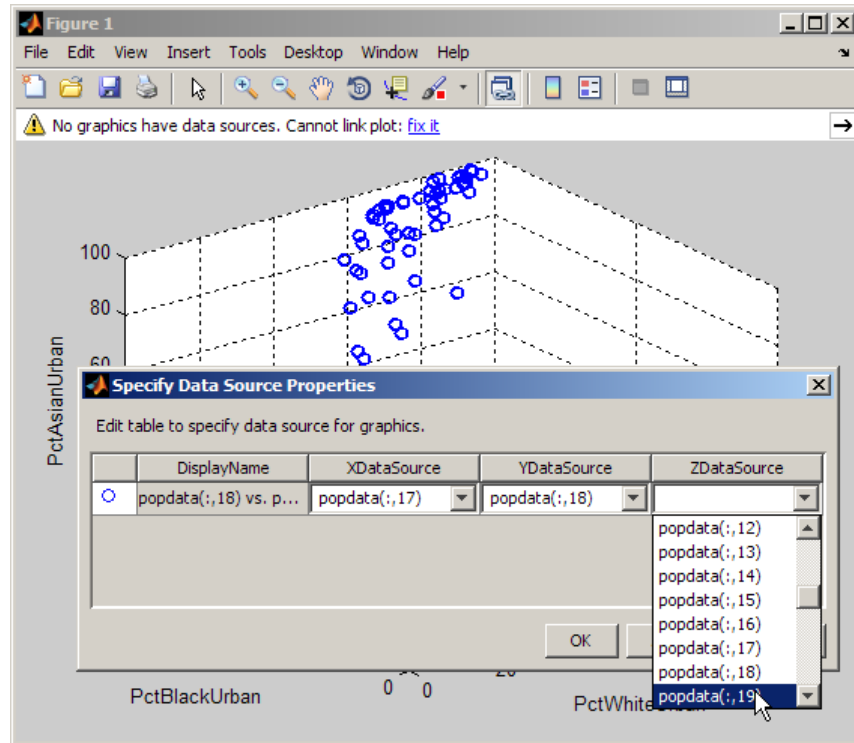 Figure 1
File Edit View Insert Tools Desktop Window Help
No graphics have data sources. Cannot link plot: fix it
100
80
60
PctAsianUrban
Specify Data Source Properties
Edit table to specify data source for graphics.
DisplayName XDataSource YDataSource ZDataSource
popdata(:,18) vs. p... popdata(:,17) popdata(:,18)
popdata(:,12)
popdata(:,13)
popdata(:,14)
popdata(:,15)
popdata(:,16)
popdata(:,17)
popdata(:,18)
popdata(:,19)
OK
0 0
PctBlackUrban